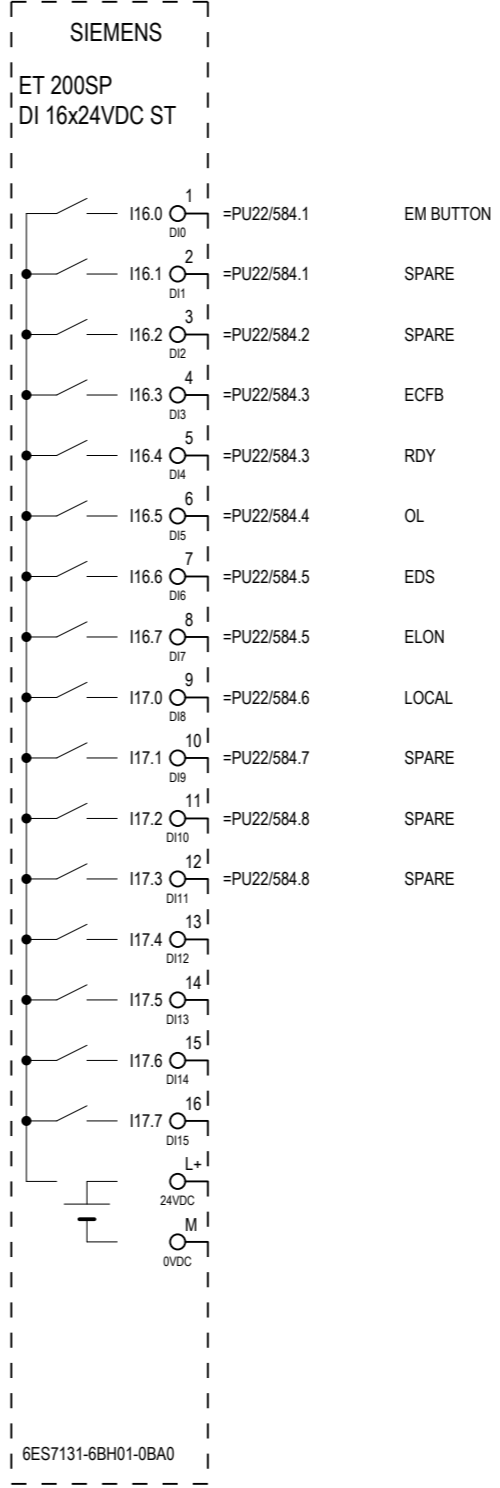 SIEMENS
ET 200SP
DI 16x24VDC ST
I16.0 1 DI0 =PU22/584.1 EM BUTTON
I16.1 2 DI1 =PU22/584.1 SPARE
I16.2 3 DI2 =PU22/584.2 SPARE
I16.3 4 DI3 =PU22/584.3 ECFB
I16.4 5 DI4 =PU22/584.3 RDY
I16.5 6 DI5 =PU22/584.4 OL
I16.6 7 DI6 =PU22/584.5 EDS
I16.7 8 DI7 =PU22/584.5 ELON
I17.0 9 DI8 =PU22/584.6 LOCAL
I17.1 10 DI9 =PU22/584.7 SPARE
I17.2 11 DI10 =PU22/584.8 SPARE
I17.3 12 DI11 =PU22/584.8 SPARE
I17.4 13 DI12
I17.5 14 DI13
I17.6 15 DI14
I17.7 16 DI15
L+
24VDC
M
0VDC
6ES7131-6BH01-0BA0